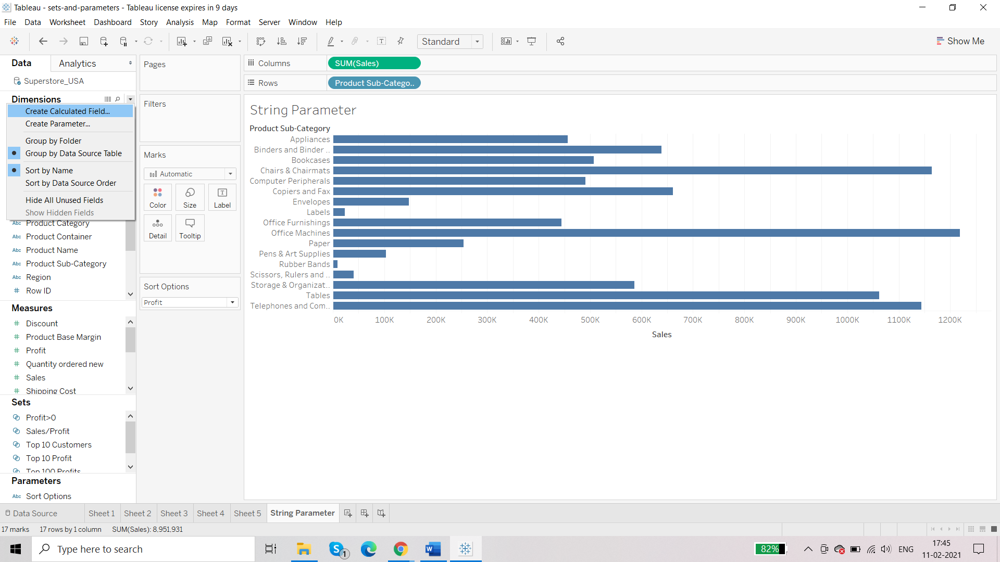 Tableau - sets-and-parameters - Tableau license expires in 9 days
File Data Worksheet Dashboard Story Analysis Map Format Server Window Help
Standard
Show Me
Data Analytics
Superstore_USA
Dimensions
Create Calculated Field...
Create Parameter...
Group by Folder
Group by Data Source Table
Sort by Name
Sort by Data Source Order
Hide All Unused Fields
Show Hidden Fields
Abc Product Category
Abc Product Container
Abc Product Name
Abc Product Sub-Category
Abc Region
# Row ID
Measures
# Discount
# Product Base Margin
# Profit
# Quantity ordered new
# Sales
# Shipping Cost
Sets
Profit>0
Sales/Profit
Top 10 Customers
Top 10 Profit
Top 100 Profits
Parameters
Abc Sort Options
Pages
Filters
Marks
Automatic
Color Size Label
Detail Tooltip
Sort Options
Profit
Columns SUM(Sales)
Rows Product Sub-Catego..
String Parameter
Product Sub-Category
Appliances
Binders and Binder ..
Bookcases
Chairs & Chairmats
Computer Peripherals
Copiers and Fax
Envelopes
Labels
Office Furnishings
Office Machines
Paper
Pens & Art Supplies
Rubber Bands
Scissors, Rulers and ..
Storage & Organizat..
Tables
Telephones and Com..
0K 100K 200K 300K 400K 500K 600K 700K 800K 900K 1000K 1100K 1200K
Sales
Data Source Sheet 1 Sheet 2 Sheet 3 Sheet 4 Sheet 5 String Parameter
17 marks 17 rows by 1 column SUM(Sales): 8,951,931
Type here to search
1
82%
ENG
17:45
11-02-2021